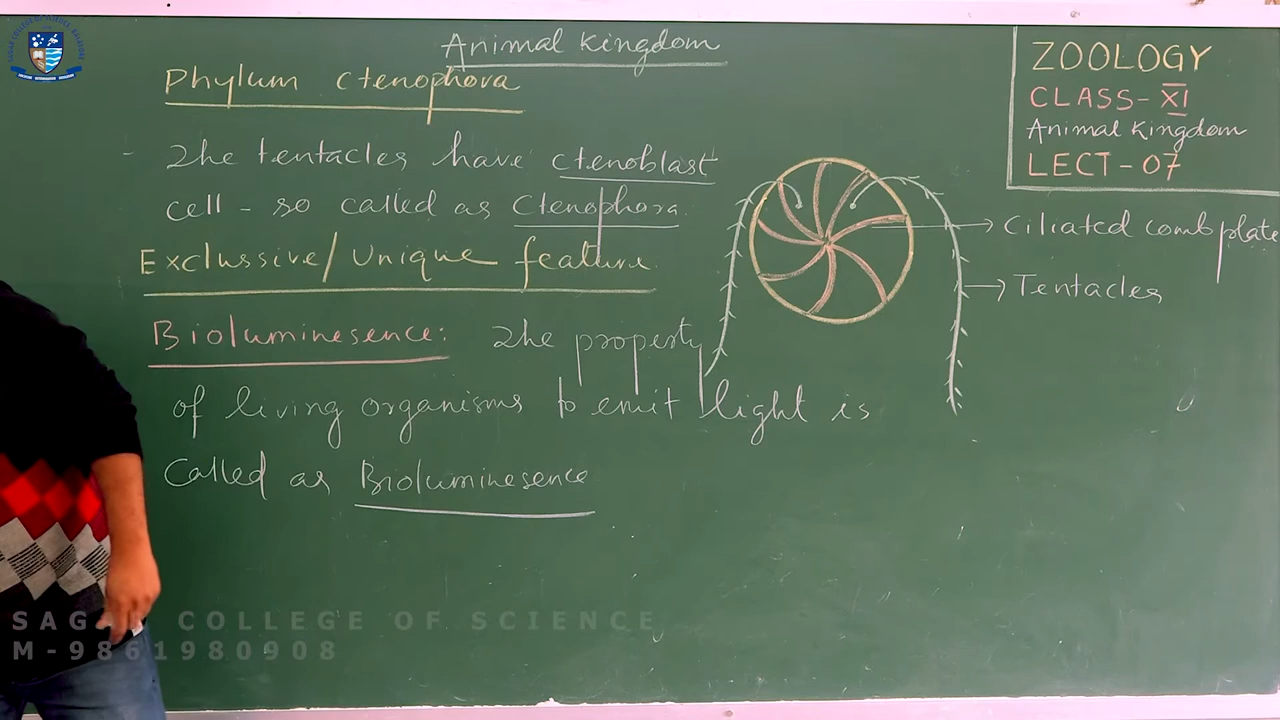 Animal Kingdom
Phylum Ctenophora
- The tentacles have ctenoblast
cell - so called as Ctenophora.
Exclussive/Unique feature.
Bioluminesence: The property
of living organisms to emit light is
Called as Bioluminesence
Ciliated comb plate
Tentacles
ZOOLOGY
CLASS - XI
Animal Kingdom
LECT - 07
COLLEGE OF SCIENCE
M-9861980908